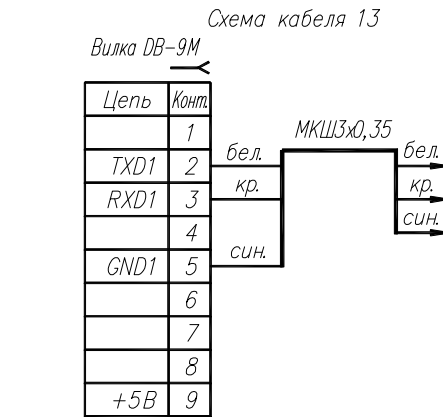 Схема кабеля 13
Вилка DB-9M
Цепь Конт.
1
МКШ3х0,35
TXD1 2 бел. бел.
RXD1 3 кр. кр.
4 син.
GND1 5 син.
6
7
8
+5В 9